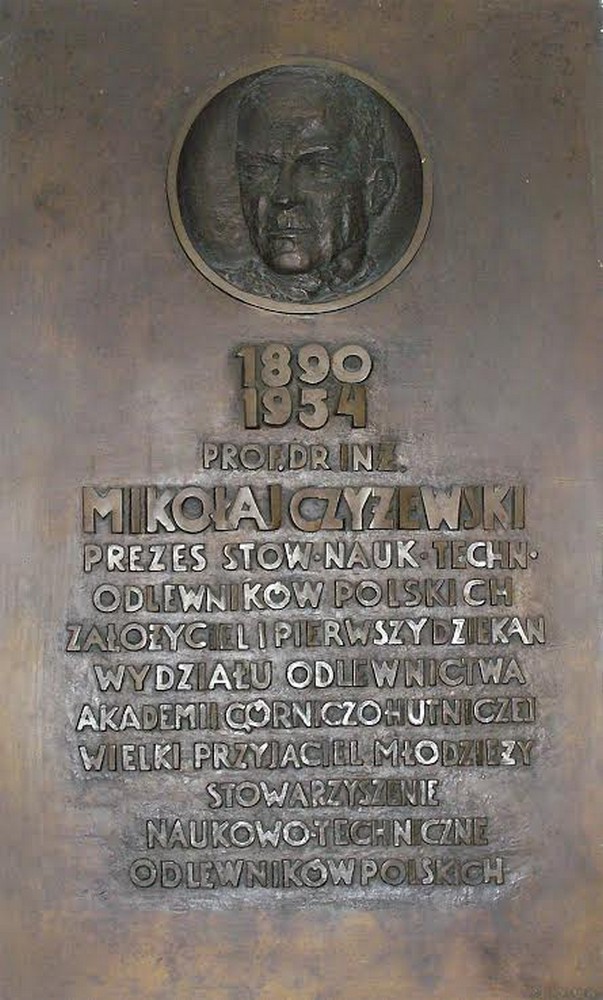 1890
1954
PROF. DR INŻ.
MIKOŁAJ CZYŻEWSKI
PREZES STOW·NAUK·TECHN·
ODLEWNIKÓW POLSKICH
ZAŁOŻYCIEL I PIERWSZY DZIEKAN
WYDZIAŁU ODLEWNICTWA
AKADEMII GÓRNICZO-HUTNICZEJ
WIELKI PRZYJACIEL MŁODZIEŻY
STOWARZYSZENIE
NAUKOWO-TECHNICZNE
ODLEWNIKÓW POLSKICH